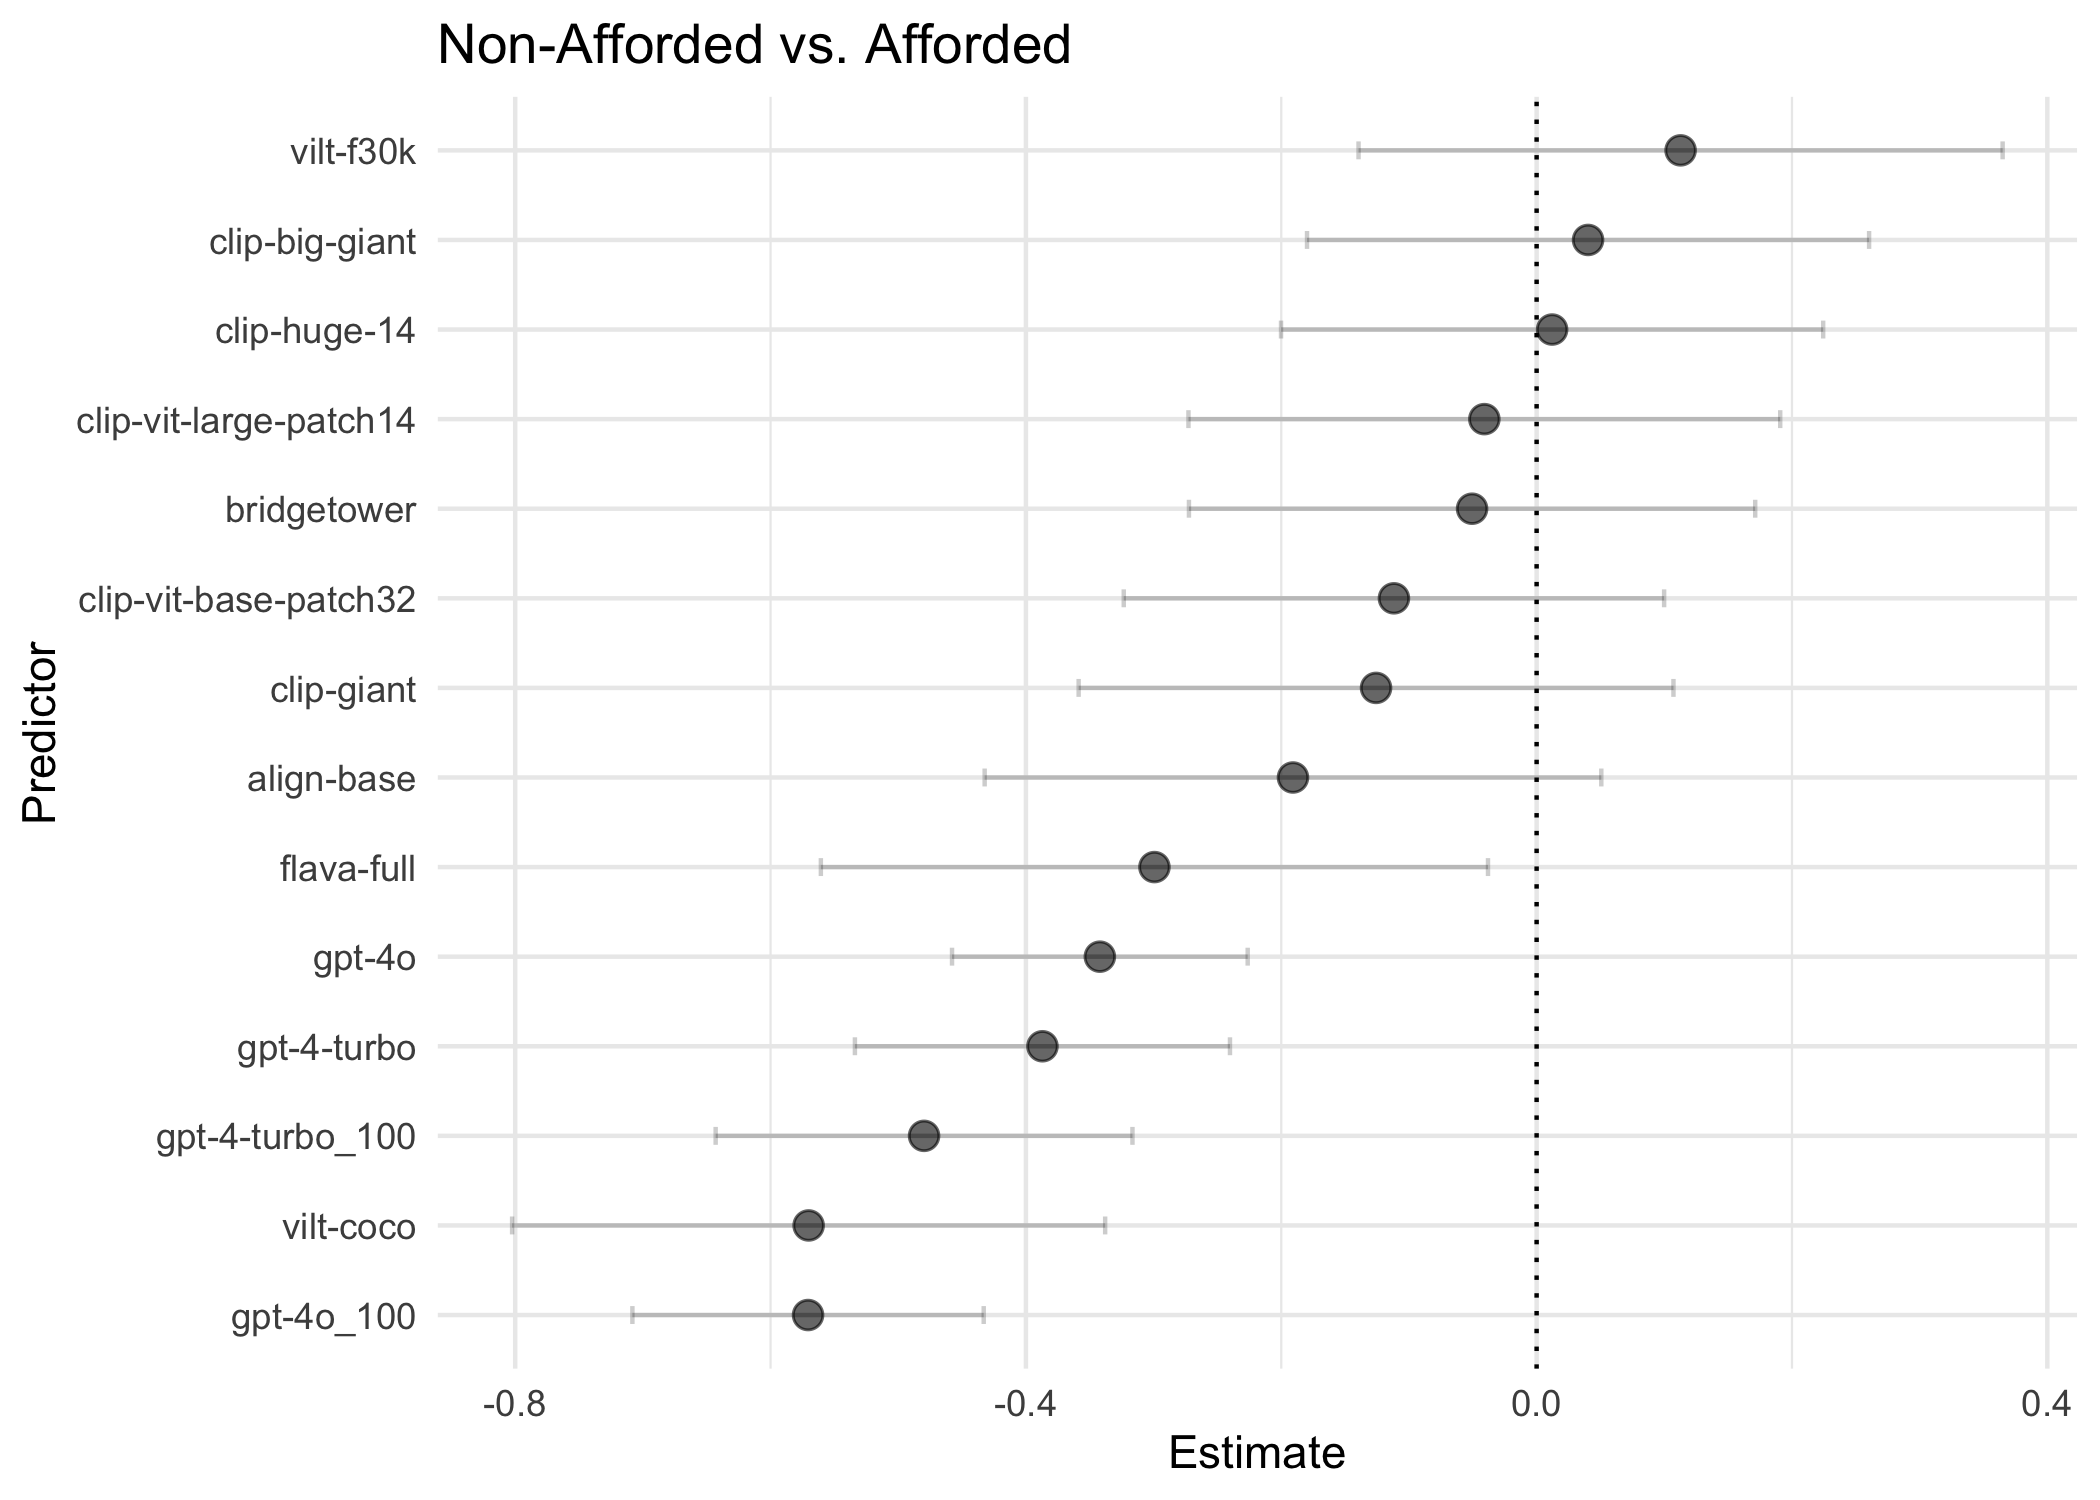 Non-Afforded vs. Afforded
Predictor
vilt-f30k
clip-big-giant
clip-huge-14
clip-vit-large-patch14
bridgetower
clip-vit-base-patch32
clip-giant
align-base
flava-full
gpt-4o
gpt-4-turbo
gpt-4-turbo_100
vilt-coco
gpt-4o_100
-0.8 -0.4 0.0 0.4
Estimate